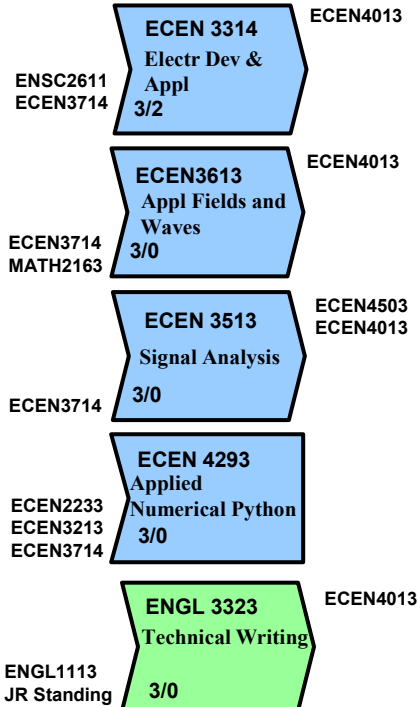 ECEN 3314
ECEN4013
Electr Dev &
Appl
ENSC2611
ECEN3714
3/2
ECEN3613
ECEN4013
Appl Fields and
Waves
ECEN3714
MATH2163
3/0
ECEN 3513
ECEN4503
ECEN4013
Signal Analysis
ECEN3714
3/0
ECEN 4293
Applied
Numerical Python
ECEN2233
ECEN3213
ECEN3714
3/0
ENGL 3323
ECEN4013
Technical Writing
ENGL1113
JR Standing
3/0